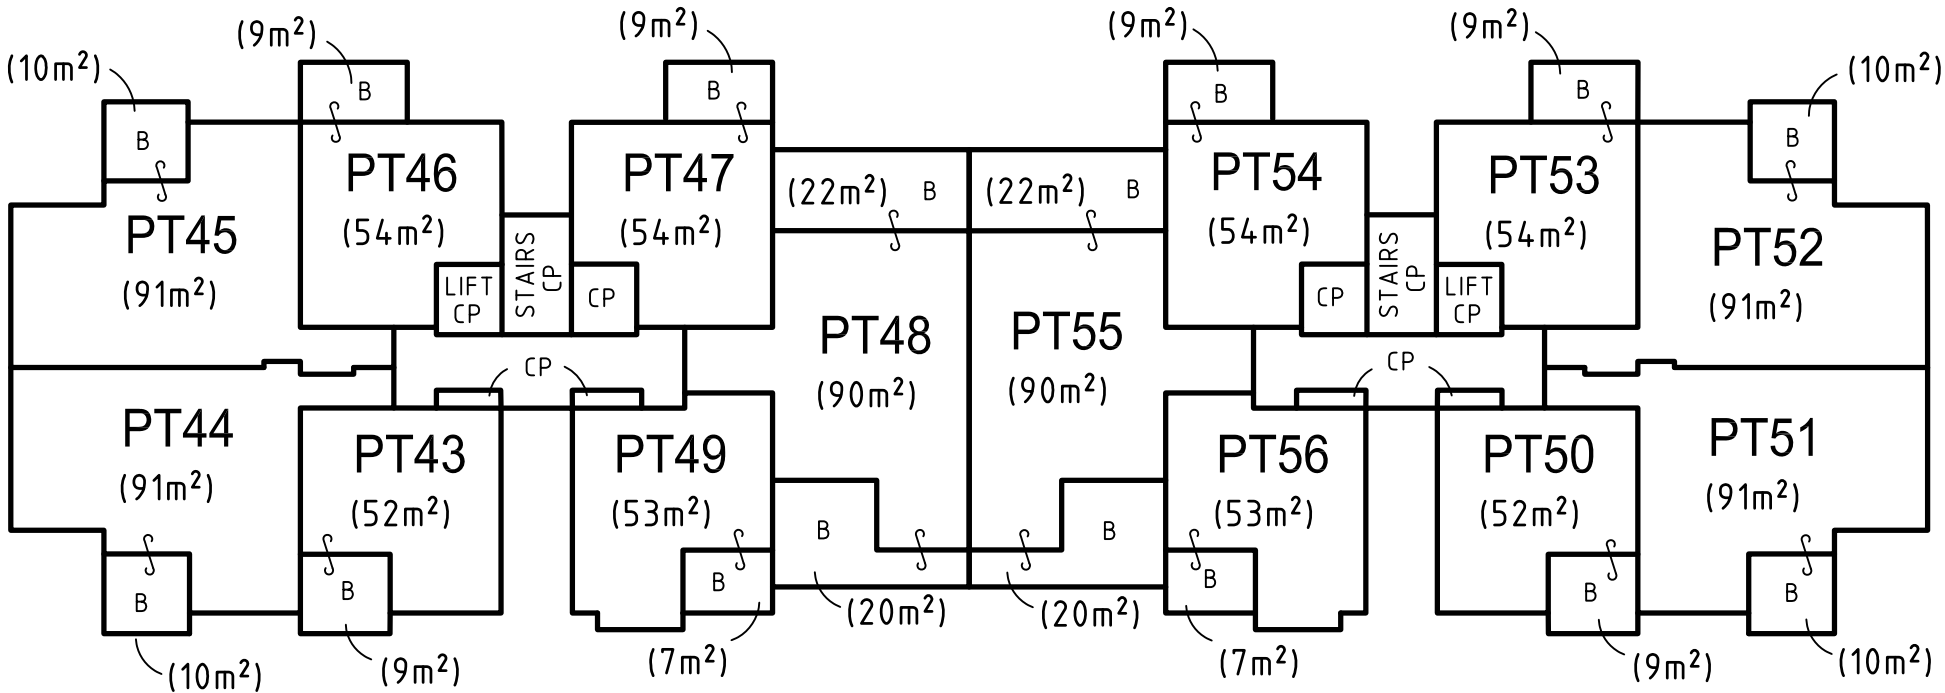 (9m²)
(9m²)
(9m²)
(9m²)
(10m²)
(10m²)
B
B
B
B
B
B
PT46
PT47
PT54
PT53
(54m²)
(54m²)
(54m²)
(54m²)
(22m²) B
(22m²) B
PT45
(91m²)
PT52
(91m²)
LIFT
CP
STAIRS
CP
CP
CP
STAIRS
CP
LIFT
CP
PT48
(90m²)
PT55
(90m²)
CP
CP
PT44
(91m²)
PT43
(52m²)
PT49
(53m²)
PT56
(53m²)
PT50
(52m²)
PT51
(91m²)
B
B
B
B
B
B
B
B
(20m²)
(20m²)
(10m²)
(9m²)
(7m²)
(7m²)
(9m²)
(10m²)